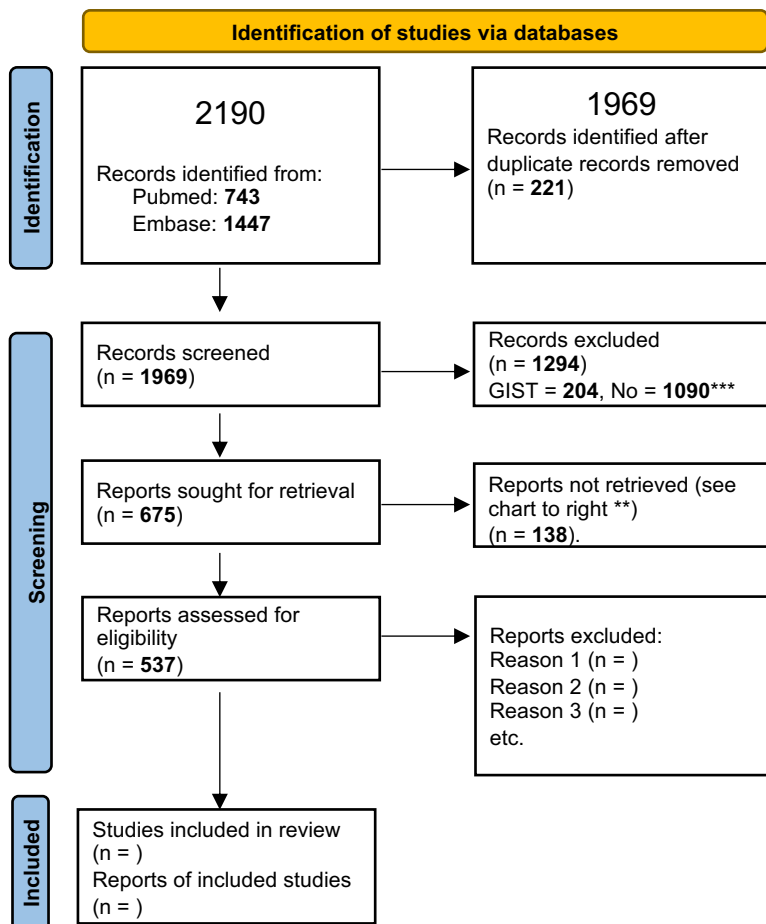 Identification of studies via databases
Identification
2190
Records identified from:
Pubmed: 743
Embase: 1447
1969
Records identified after
duplicate records removed
(n = 221)
Screening
Records screened
(n = 1969)
Records excluded
(n = 1294)
GIST = 204, No = 1090***
Reports sought for retrieval
(n = 675)
Reports not retrieved (see
chart to right **)
(n = 138).
Reports assessed for
eligibility
(n = 537)
Reports excluded:
Reason 1 (n = )
Reason 2 (n = )
Reason 3 (n = )
etc.
Included
Studies included in review
(n = )
Reports of included studies
(n = )